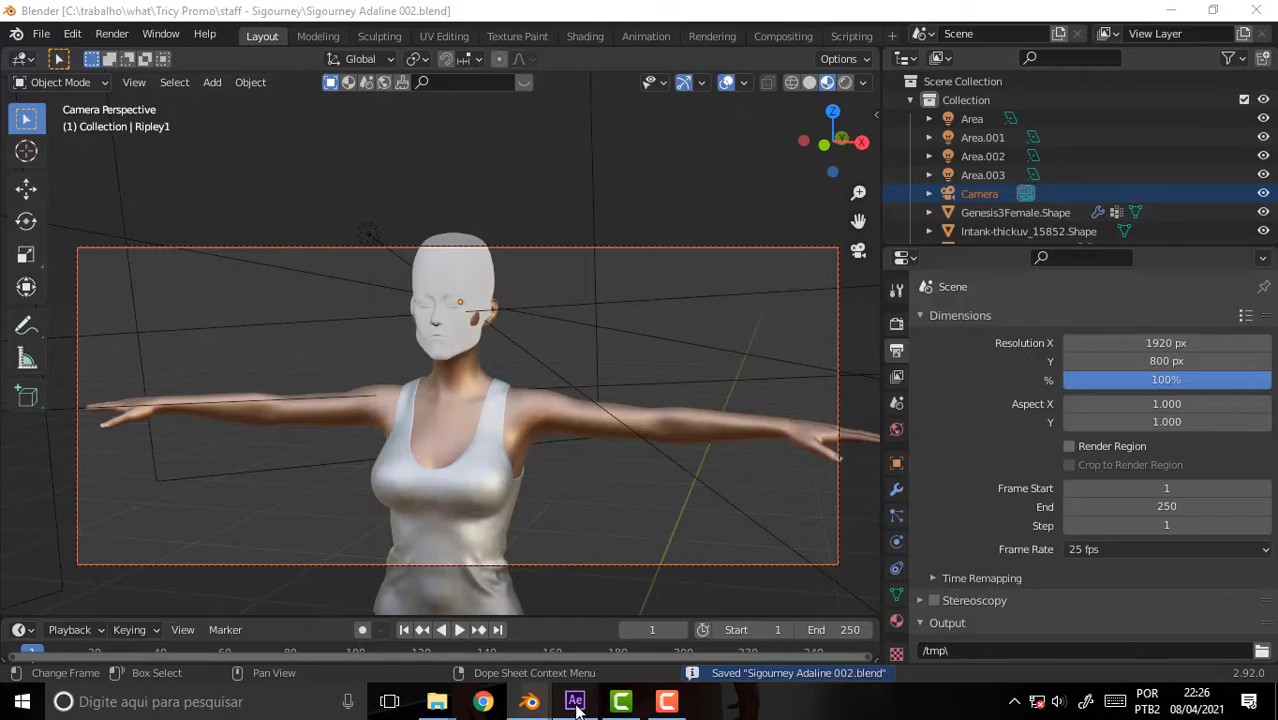 Blender [C:\trabalho\what\Tricy Promo\staff - Sigourney\Sigourney Adaline 002.blend]
File Edit Render Window Help Layout Modeling Sculpting UV Editing Texture Paint Shading Animation Rendering Compositing Scripting Scene View Layer
Global Options
Object Mode View Select Add Object
Scene Collection
Collection
Camera Perspective
(1) Collection | Ripley1
Z
Y
X
Area
Area.001
Area.002
Area.003
Camera
Genesis3Female.Shape
Intank-thickuv_15852.Shape
Scene
Dimensions
Resolution X 1920 px
Y 800 px
% 100%
Aspect X 1.000
Y 1.000
Render Region
Crop to Render Region
Frame Start 1
End 250
Step 1
Frame Rate 25 fps
Time Remapping
Stereoscopy
Output
/tmp\
Playback Keying View Marker 1 Start 1 End 250
Change Frame Box Select Pan View Dope Sheet Context Menu Saved "Sigourney Adaline 002.blend" 2.92.0
Digite aqui para pesquisar Ae POR PTB2 22:26 08/04/2021